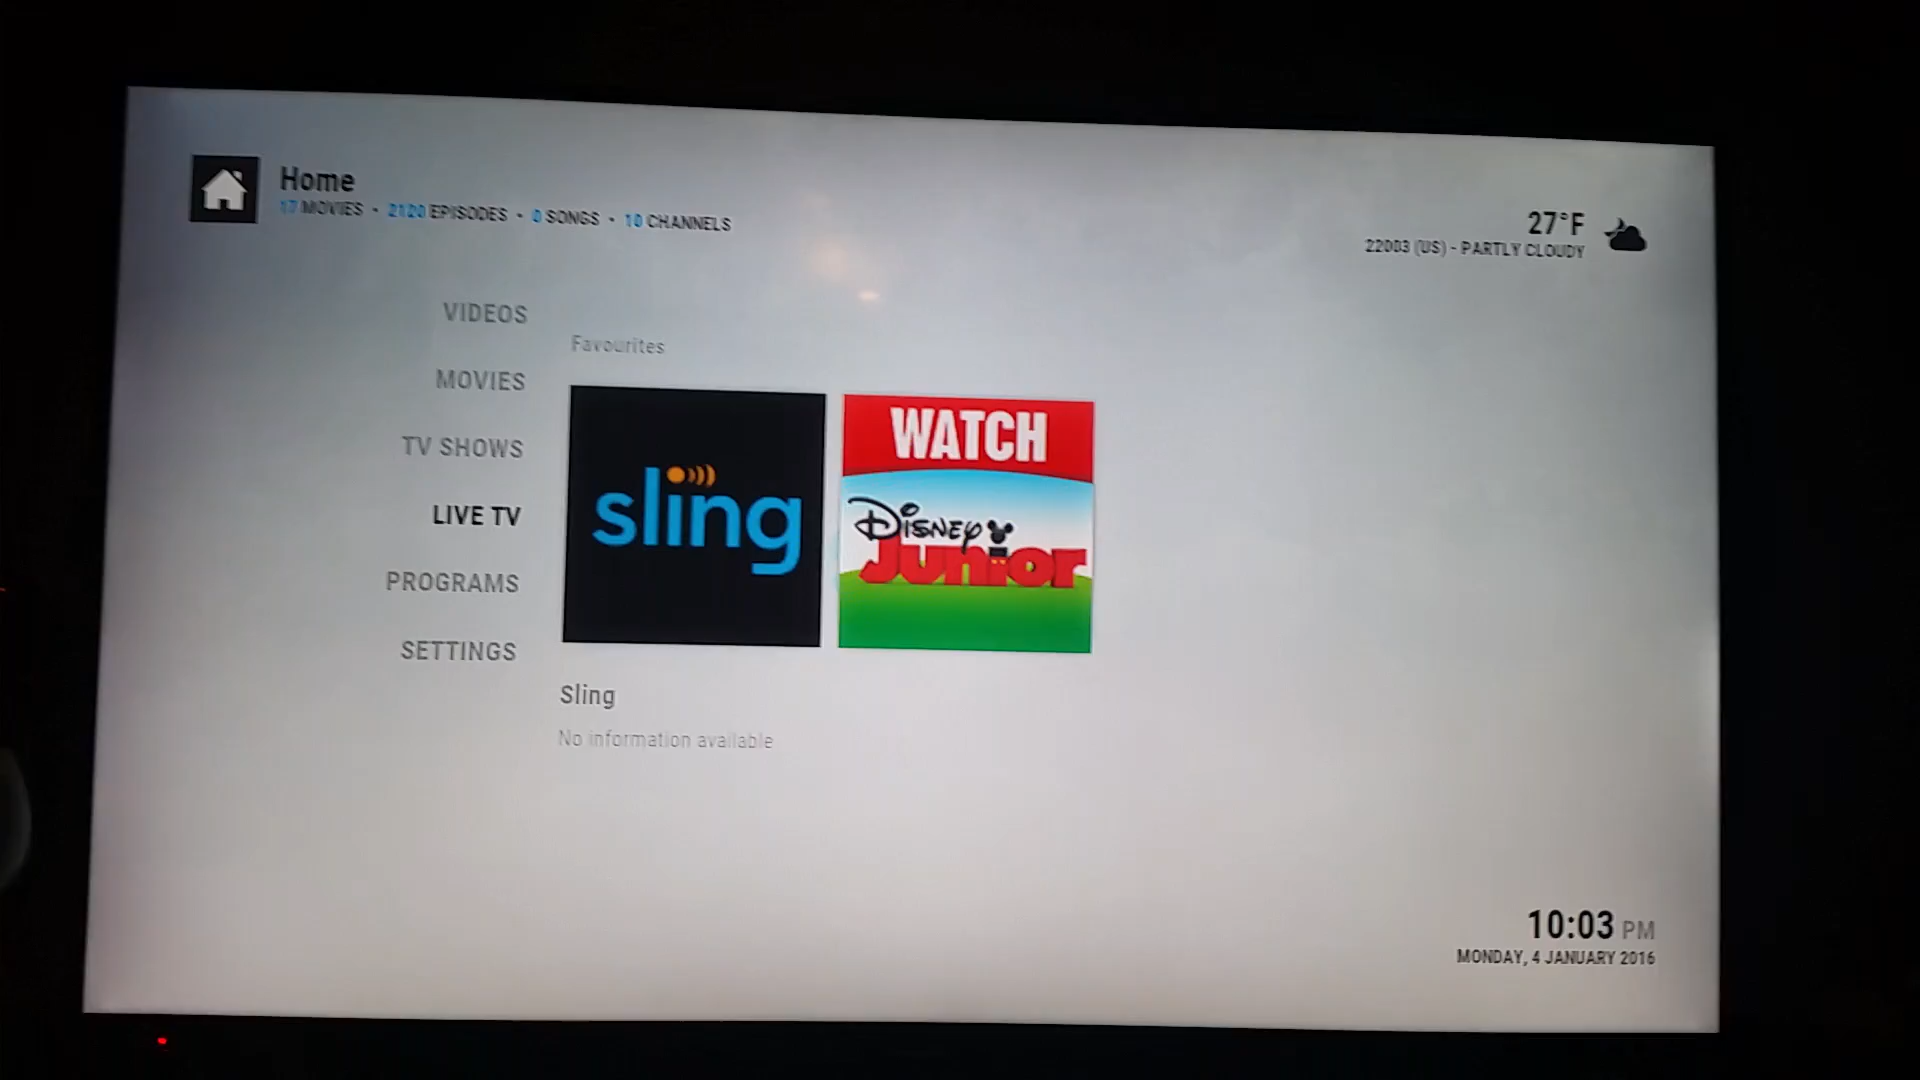 Home
17 MOVIES • 2120 EPISODES • 0 SONGS • 10 CHANNELS
27°F
22003 (US) - PARTLY CLOUDY
VIDEOS
MOVIES
TV SHOWS
LIVE TV
PROGRAMS
SETTINGS
Favourites
sling
WATCH
Disney
Junior
Sling
No information available
10:03 PM
MONDAY, 4 JANUARY 2016